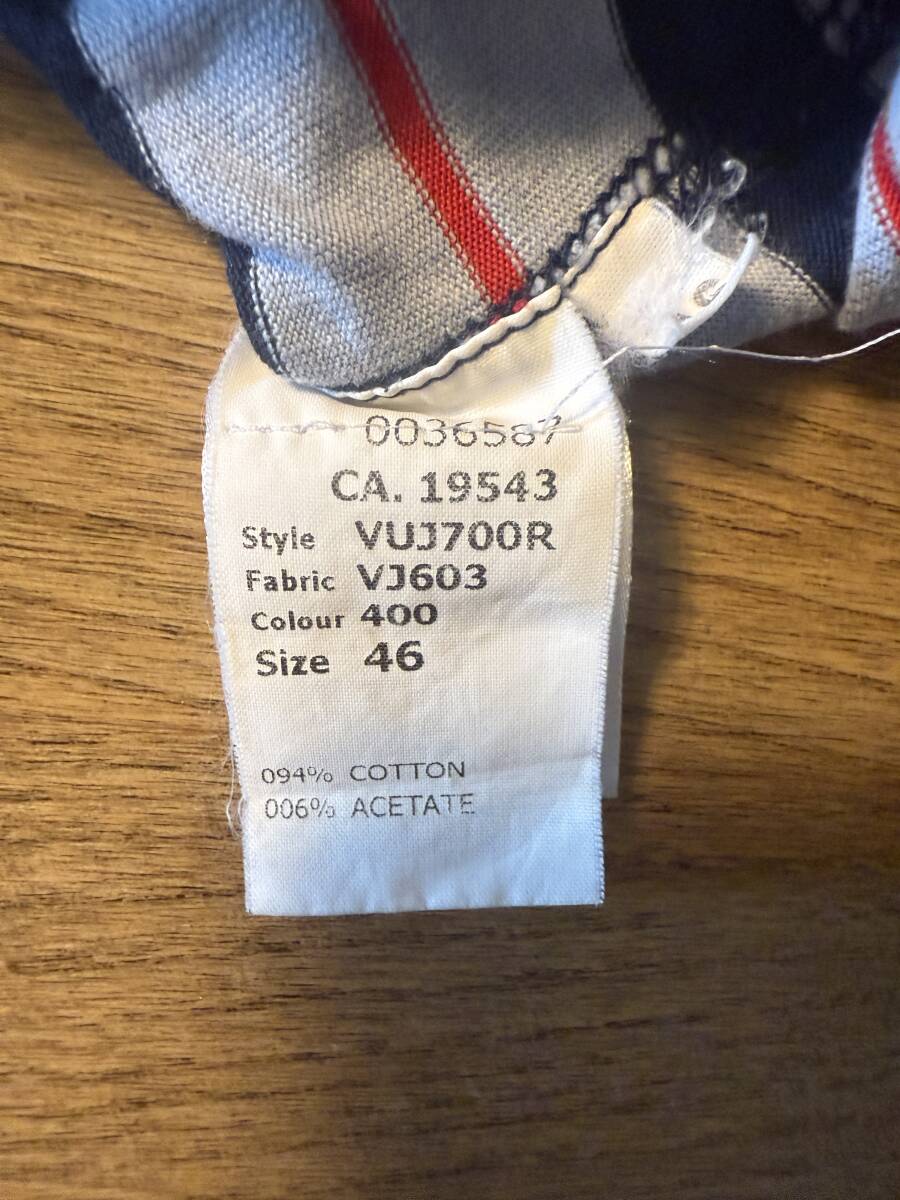 0036587
CA. 19543
Style VUJ700R
Fabric VJ603
Colour 400
Size 46
094% COTTON
006% ACETATE